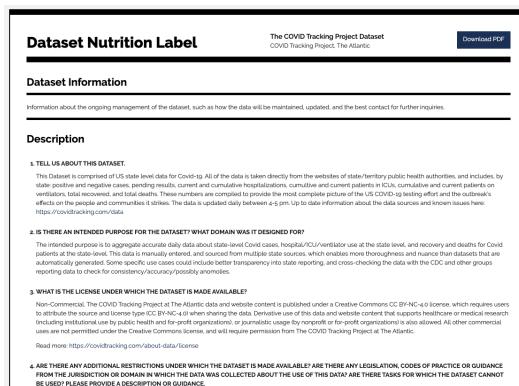 Dataset Nutrition Label
The COVID Tracking Project Dataset
COVID Tracking Project, The Atlantic
Download PDF
Dataset Information
Information about the ongoing management of the dataset, such as how the data will be maintained, updated, and the best contact for further inquiries.
Description
1. TELL US ABOUT THIS DATASET.
This Dataset is comprised of US state level data for Covid-19. All of the data is taken directly from the websites of state/territory public health authorities, and includes, by
state: positive and negative cases, pending results, current and cumulative hospitalizations, cumulative and current patients in ICUs, cumulative and current patients on
ventilators, total recovered, and total deaths. These numbers are compiled to provide the most complete picture of the US COVID-19 testing effort and the outbreak's
effects on the people and communities it strikes. The data is updated daily between 4-5 pm. Up to date information about the data sources and known issues here:
https://covidtracking.com/data
2. IS THERE AN INTENDED PURPOSE FOR THE DATASET? WHAT DOMAIN WAS IT DESIGNED FOR?
The intended purpose is to aggregate accurate daily data about state-level Covid cases, hospital/ICU/ventilator use at the state level, and recovery and deaths for Covid
patients at the state-level. This data is manually entered, and sourced from multiple state sources, which enables more thoroughness and nuance than datasets that are
automatically generated. Some specific use cases could include better transparency into state reporting, and cross-checking the data with the CDC and other groups
reporting data to check for consistency/accuracy/possibly anomolies.
3. WHAT IS THE LICENSE UNDER WHICH THE DATASET IS MADE AVAILABLE?
Non-Commercial. The COVID Tracking Project at The Atlantic data and website content is published under a Creative Commons CC BY-NC-4.0 license, which requires users
to attribute the source and license type (CC BY-NC-4.0) when sharing the data. Derivative use of this data and website content that supports healthcare or medical research
(including institutional use by public health and for-profit organizations), or journalistic usage (by nonprofit or for-profit organizations) is also allowed. All other commercial
uses are not permitted under the Creative Commons license, and will require permission from The COVID Tracking Project at The Atlantic.
Read more: https://covidtracking.com/about-data/license
4. ARE THERE ANY ADDITIONAL RESTRICTIONS UNDER WHICH THE DATASET IS MADE AVAILABLE? ARE THERE ANY LEGISLATION, CODES OF PRACTICE OR GUIDANCE
FROM THE JURISDICTION OR DOMAIN IN WHICH THE DATA WAS COLLECTED ABOUT THE USE OF THIS DATA? ARE THERE TASKS FOR WHICH THE DATASET CANNOT
BE USED? PLEASE PROVIDE A DESCRIPTION OR GUIDANCE.